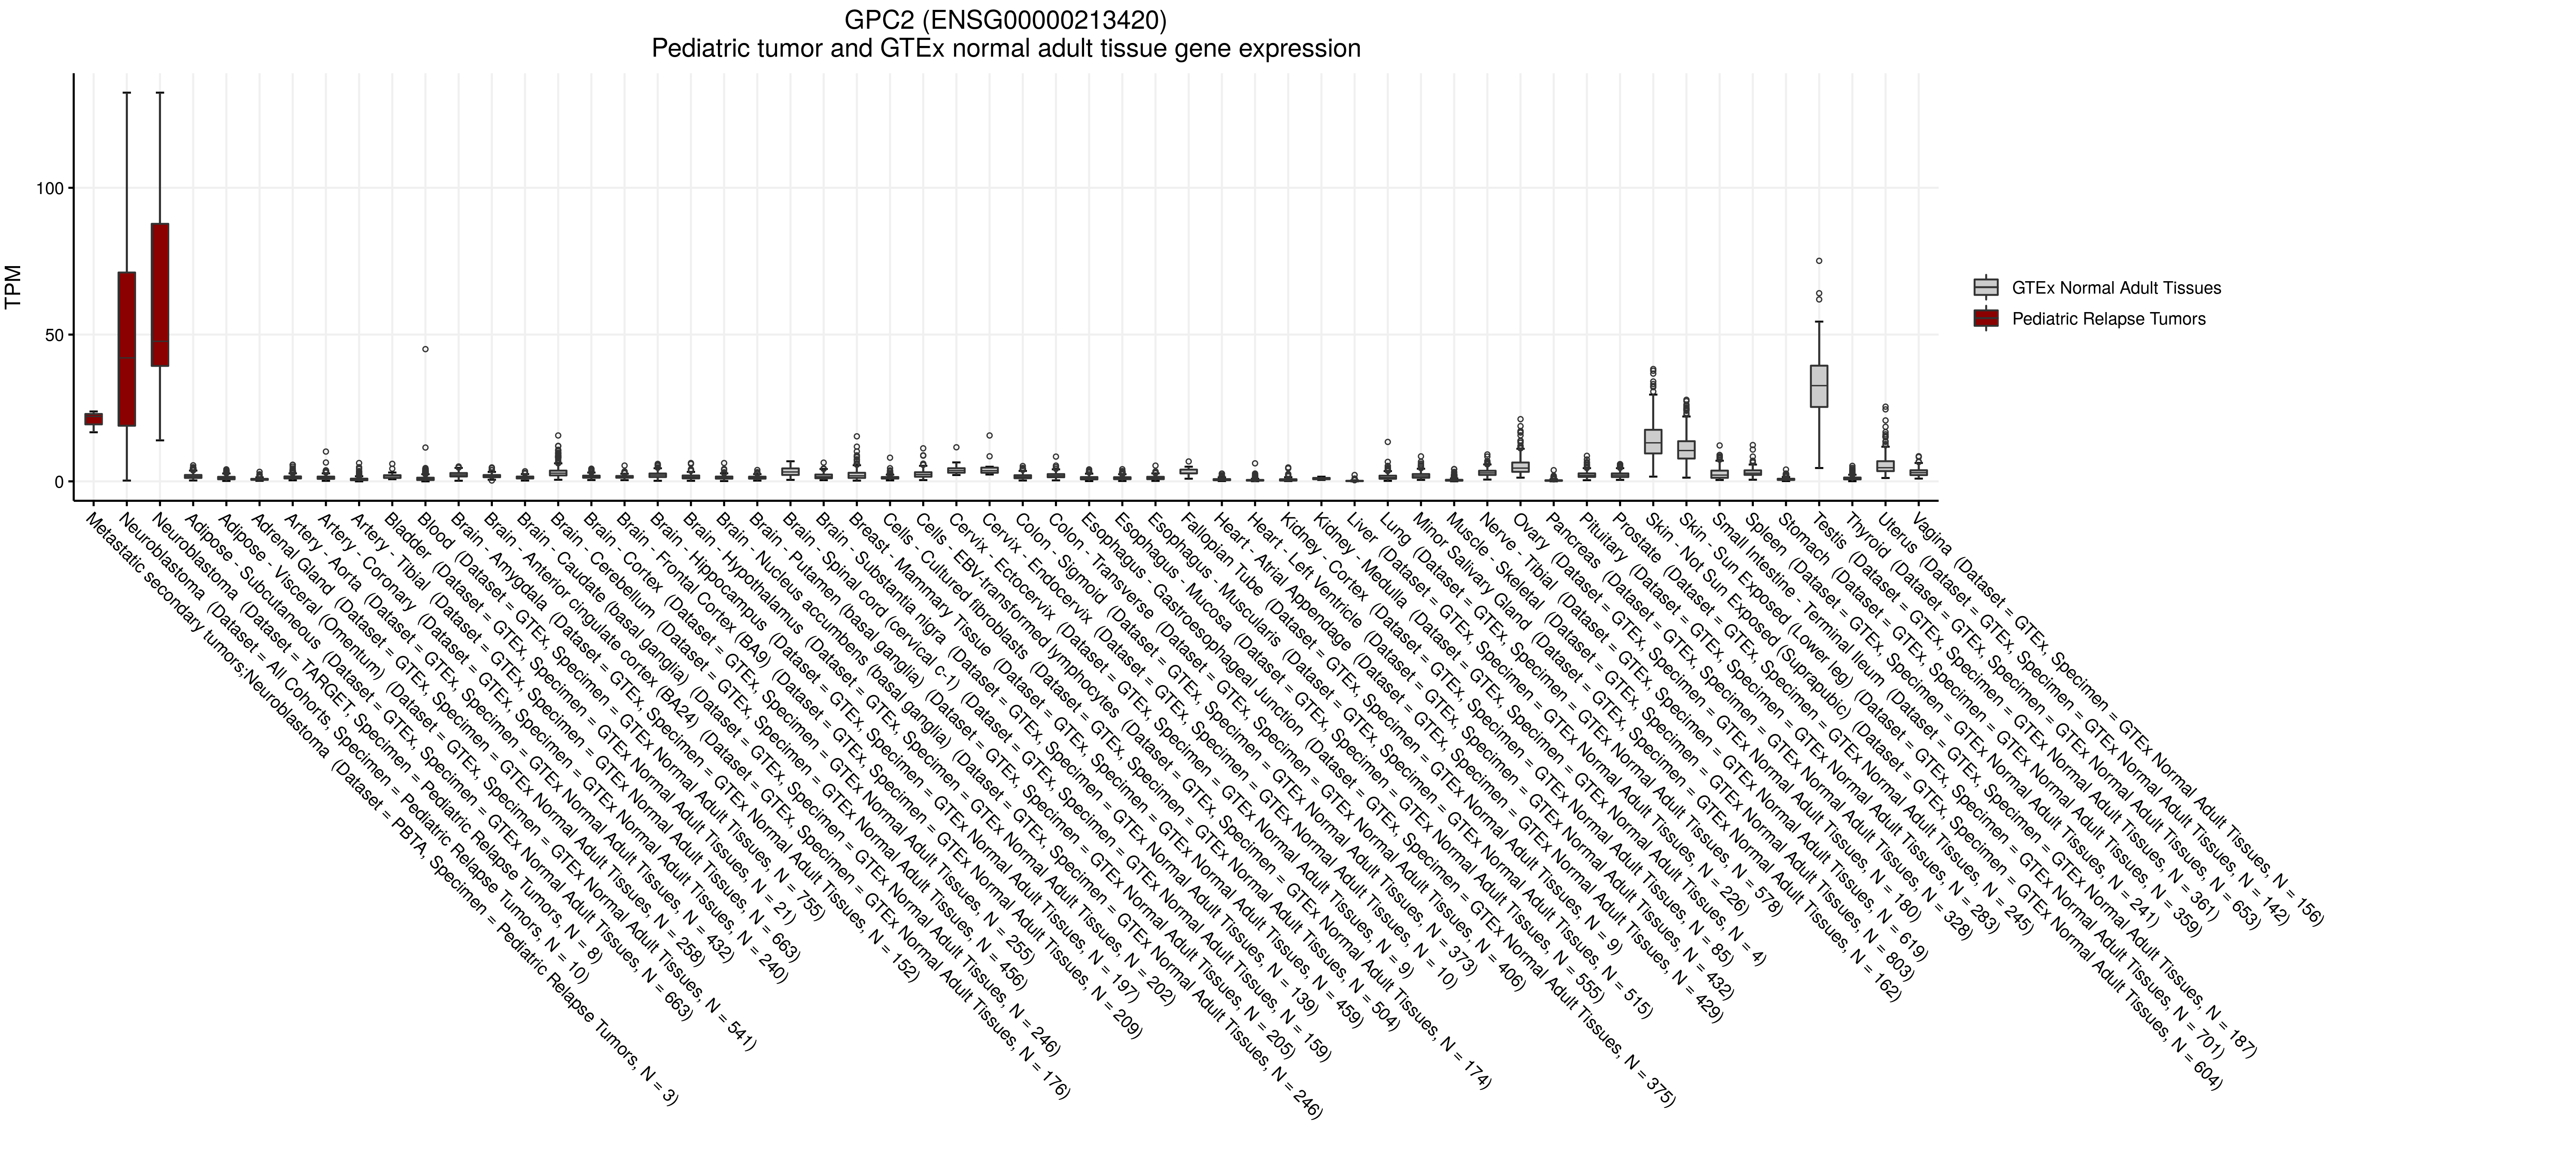 GPC2 (ENSG00000213420)
Pediatric tumor and GTEx normal adult tissue gene expression
TPM
100
50
0
GTEx Normal Adult Tissues
Pediatric Relapse Tumors
Metastatic secondary tumors;Neuroblastoma (Dataset = PBTA, Specimen = Pediatric Relapse Tumors, N = 3)
Neuroblastoma (Dataset = All Cohorts, Specimen = Pediatric Relapse Tumors, N = 10)
Neuroblastoma (Dataset = TARGET, Specimen = Pediatric Relapse Tumors, N = 8)
Adipose - Subcutaneous (Dataset = GTEx, Specimen = GTEx Normal Adult Tissues, N = 663)
Adipose - Visceral (Omentum) (Dataset = GTEx, Specimen = GTEx Normal Adult Tissues, N = 541)
Adrenal Gland (Dataset = GTEx, Specimen = GTEx Normal Adult Tissues, N = 258)
Artery - Aorta (Dataset = GTEx, Specimen = GTEx Normal Adult Tissues, N = 432)
Artery - Coronary (Dataset = GTEx, Specimen = GTEx Normal Adult Tissues, N = 240)
Artery - Tibial (Dataset = GTEx, Specimen = GTEx Normal Adult Tissues, N = 663)
Bladder (Dataset = GTEx, Specimen = GTEx Normal Adult Tissues, N = 21)
Blood (Dataset = GTEx, Specimen = GTEx Normal Adult Tissues, N = 755)
Brain - Amygdala (Dataset = GTEx, Specimen = GTEx Normal Adult Tissues, N = 152)
Brain - Anterior cingulate cortex (BA24) (Dataset = GTEx, Specimen = GTEx Normal Adult Tissues, N = 176)
Brain - Caudate (basal ganglia) (Dataset = GTEx, Specimen = GTEx Normal Adult Tissues, N = 246)
Brain - Cerebellum (Dataset = GTEx, Specimen = GTEx Normal Adult Tissues, N = 456)
Brain - Cortex (Dataset = GTEx, Specimen = GTEx Normal Adult Tissues, N = 255)
Brain - Frontal Cortex (BA9) (Dataset = GTEx, Specimen = GTEx Normal Adult Tissues, N = 209)
Brain - Hippocampus (Dataset = GTEx, Specimen = GTEx Normal Adult Tissues, N = 197)
Brain - Hypothalamus (Dataset = GTEx, Specimen = GTEx Normal Adult Tissues, N = 202)
Brain - Nucleus accumbens (basal ganglia) (Dataset = GTEx, Specimen = GTEx Normal Adult Tissues, N = 246)
Brain - Putamen (basal ganglia) (Dataset = GTEx, Specimen = GTEx Normal Adult Tissues, N = 205)
Brain - Spinal cord (cervical c-1) (Dataset = GTEx, Specimen = GTEx Normal Adult Tissues, N = 159)
Brain - Substantia nigra (Dataset = GTEx, Specimen = GTEx Normal Adult Tissues, N = 139)
Breast - Mammary Tissue (Dataset = GTEx, Specimen = GTEx Normal Adult Tissues, N = 459)
Cells - Cultured fibroblasts (Dataset = GTEx, Specimen = GTEx Normal Adult Tissues, N = 504)
Cells - EBV-transformed lymphocytes (Dataset = GTEx, Specimen = GTEx Normal Adult Tissues, N = 174)
Cervix - Ectocervix (Dataset = GTEx, Specimen = GTEx Normal Adult Tissues, N = 9)
Cervix - Endocervix (Dataset = GTEx, Specimen = GTEx Normal Adult Tissues, N = 10)
Colon - Sigmoid (Dataset = GTEx, Specimen = GTEx Normal Adult Tissues, N = 373)
Colon - Transverse (Dataset = GTEx, Specimen = GTEx Normal Adult Tissues, N = 406)
Esophagus - Gastroesophageal Junction (Dataset = GTEx, Specimen = GTEx Normal Adult Tissues, N = 375)
Esophagus - Mucosa (Dataset = GTEx, Specimen = GTEx Normal Adult Tissues, N = 555)
Esophagus - Muscularis (Dataset = GTEx, Specimen = GTEx Normal Adult Tissues, N = 515)
Fallopian Tube (Dataset = GTEx, Specimen = GTEx Normal Adult Tissues, N = 9)
Heart - Atrial Appendage (Dataset = GTEx, Specimen = GTEx Normal Adult Tissues, N = 429)
Heart - Left Ventricle (Dataset = GTEx, Specimen = GTEx Normal Adult Tissues, N = 432)
Kidney - Cortex (Dataset = GTEx, Specimen = GTEx Normal Adult Tissues, N = 85)
Kidney - Medulla (Dataset = GTEx, Specimen = GTEx Normal Adult Tissues, N = 4)
Liver (Dataset = GTEx, Specimen = GTEx Normal Adult Tissues, N = 226)
Lung (Dataset = GTEx, Specimen = GTEx Normal Adult Tissues, N = 578)
Minor Salivary Gland (Dataset = GTEx, Specimen = GTEx Normal Adult Tissues, N = 162)
Muscle - Skeletal (Dataset = GTEx, Specimen = GTEx Normal Adult Tissues, N = 803)
Nerve - Tibial (Dataset = GTEx, Specimen = GTEx Normal Adult Tissues, N = 619)
Ovary (Dataset = GTEx, Specimen = GTEx Normal Adult Tissues, N = 180)
Pancreas (Dataset = GTEx, Specimen = GTEx Normal Adult Tissues, N = 328)
Pituitary (Dataset = GTEx, Specimen = GTEx Normal Adult Tissues, N = 283)
Prostate (Dataset = GTEx, Specimen = GTEx Normal Adult Tissues, N = 245)
Skin - Not Sun Exposed (Suprapubic) (Dataset = GTEx, Specimen = GTEx Normal Adult Tissues, N = 604)
Skin - Sun Exposed (Lower leg) (Dataset = GTEx, Specimen = GTEx Normal Adult Tissues, N = 701)
Small Intestine - Terminal Ileum (Dataset = GTEx, Specimen = GTEx Normal Adult Tissues, N = 187)
Spleen (Dataset = GTEx, Specimen = GTEx Normal Adult Tissues, N = 241)
Stomach (Dataset = GTEx, Specimen = GTEx Normal Adult Tissues, N = 359)
Testis (Dataset = GTEx, Specimen = GTEx Normal Adult Tissues, N = 361)
Thyroid (Dataset = GTEx, Specimen = GTEx Normal Adult Tissues, N = 653)
Uterus (Dataset = GTEx, Specimen = GTEx Normal Adult Tissues, N = 142)
Vagina (Dataset = GTEx, Specimen = GTEx Normal Adult Tissues, N = 156)